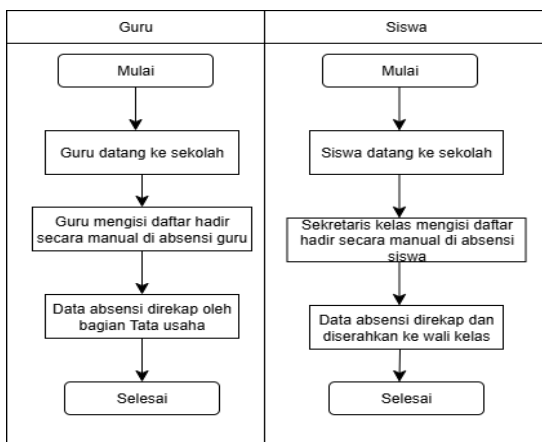 Guru
Mulai
Guru datang ke sekolah
Guru mengisi daftar hadir
secara manual di absensi guru
Data absensi direkap oleh
bagian Tata usaha
Selesai
Siswa
Mulai
Siswa datang ke sekolah
Sekretaris kelas mengisi daftar
hadir secara manual di absensi
siswa
Data absensi direkap dan
diserahkan ke wali kelas
Selesai